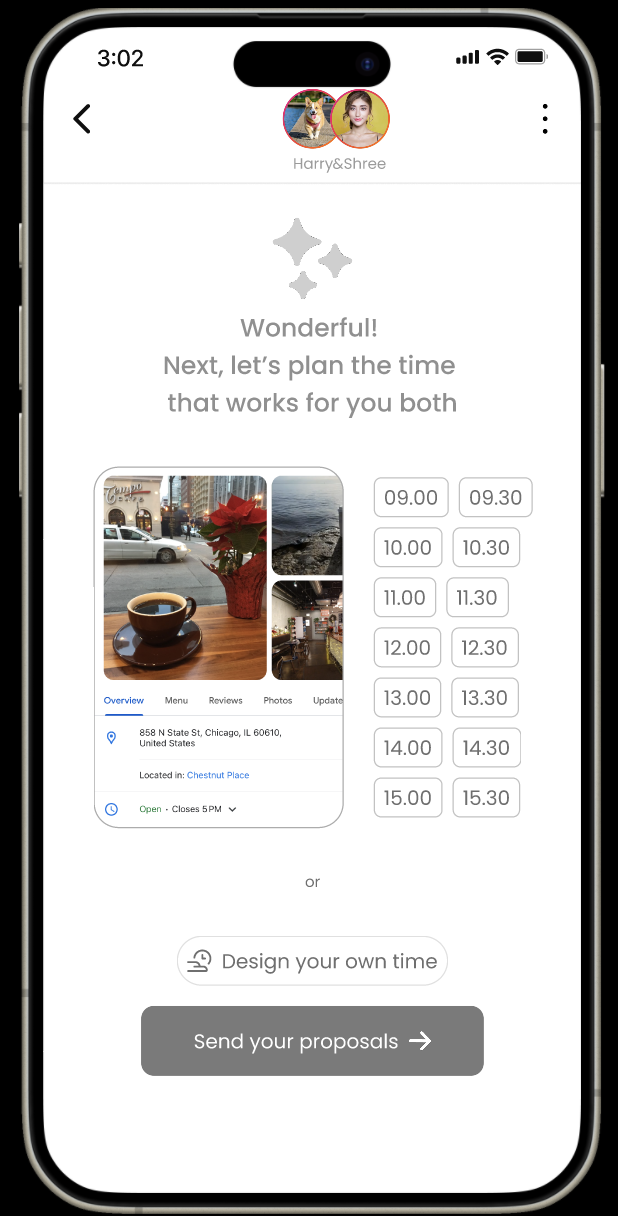 3:02
Harry&Shree
Wonderful!
Next, let’s plan the time
that works for you both
Tempo
CAFE
09.00 09.30
10.00 10.30
11.00 11.30
12.00 12.30
13.00 13.30
14.00 14.30
15.00 15.30
Overview Menu Reviews Photos Update
858 N State St, Chicago, IL 60610,
United States
Located in: Chestnut Place
Open · Closes 5 PM
or
Design your own time
Send your proposals →